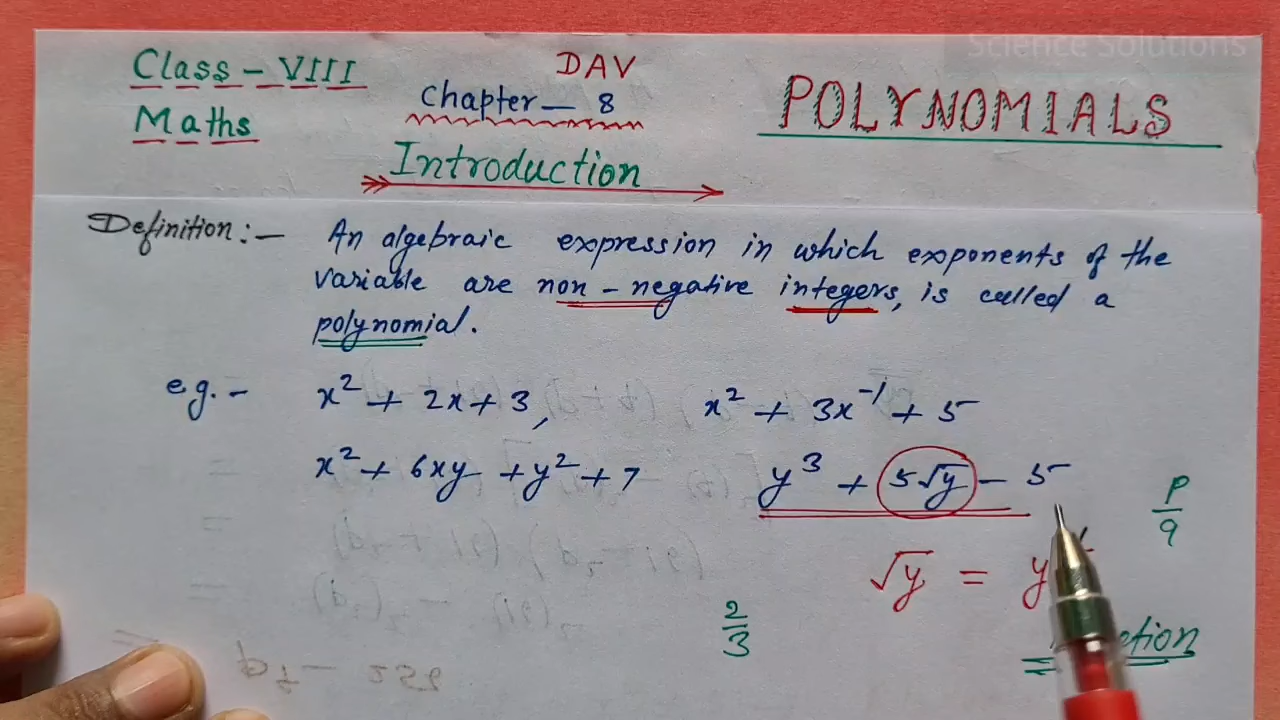 Science Solutions
Class - VIII
DAV
Maths
Chapter - 8
POLYNOMIALS
Introduction
Definition :- An algebraic expression in which exponents of the
variable are non-negative integers, is called a
polynomial.
eg.- x² + 2x + 3, x² + 3x⁻¹ + 5
x² + 6xy + y² + 7 y³ + 5√y - 5
p/q
√y = y
2/3